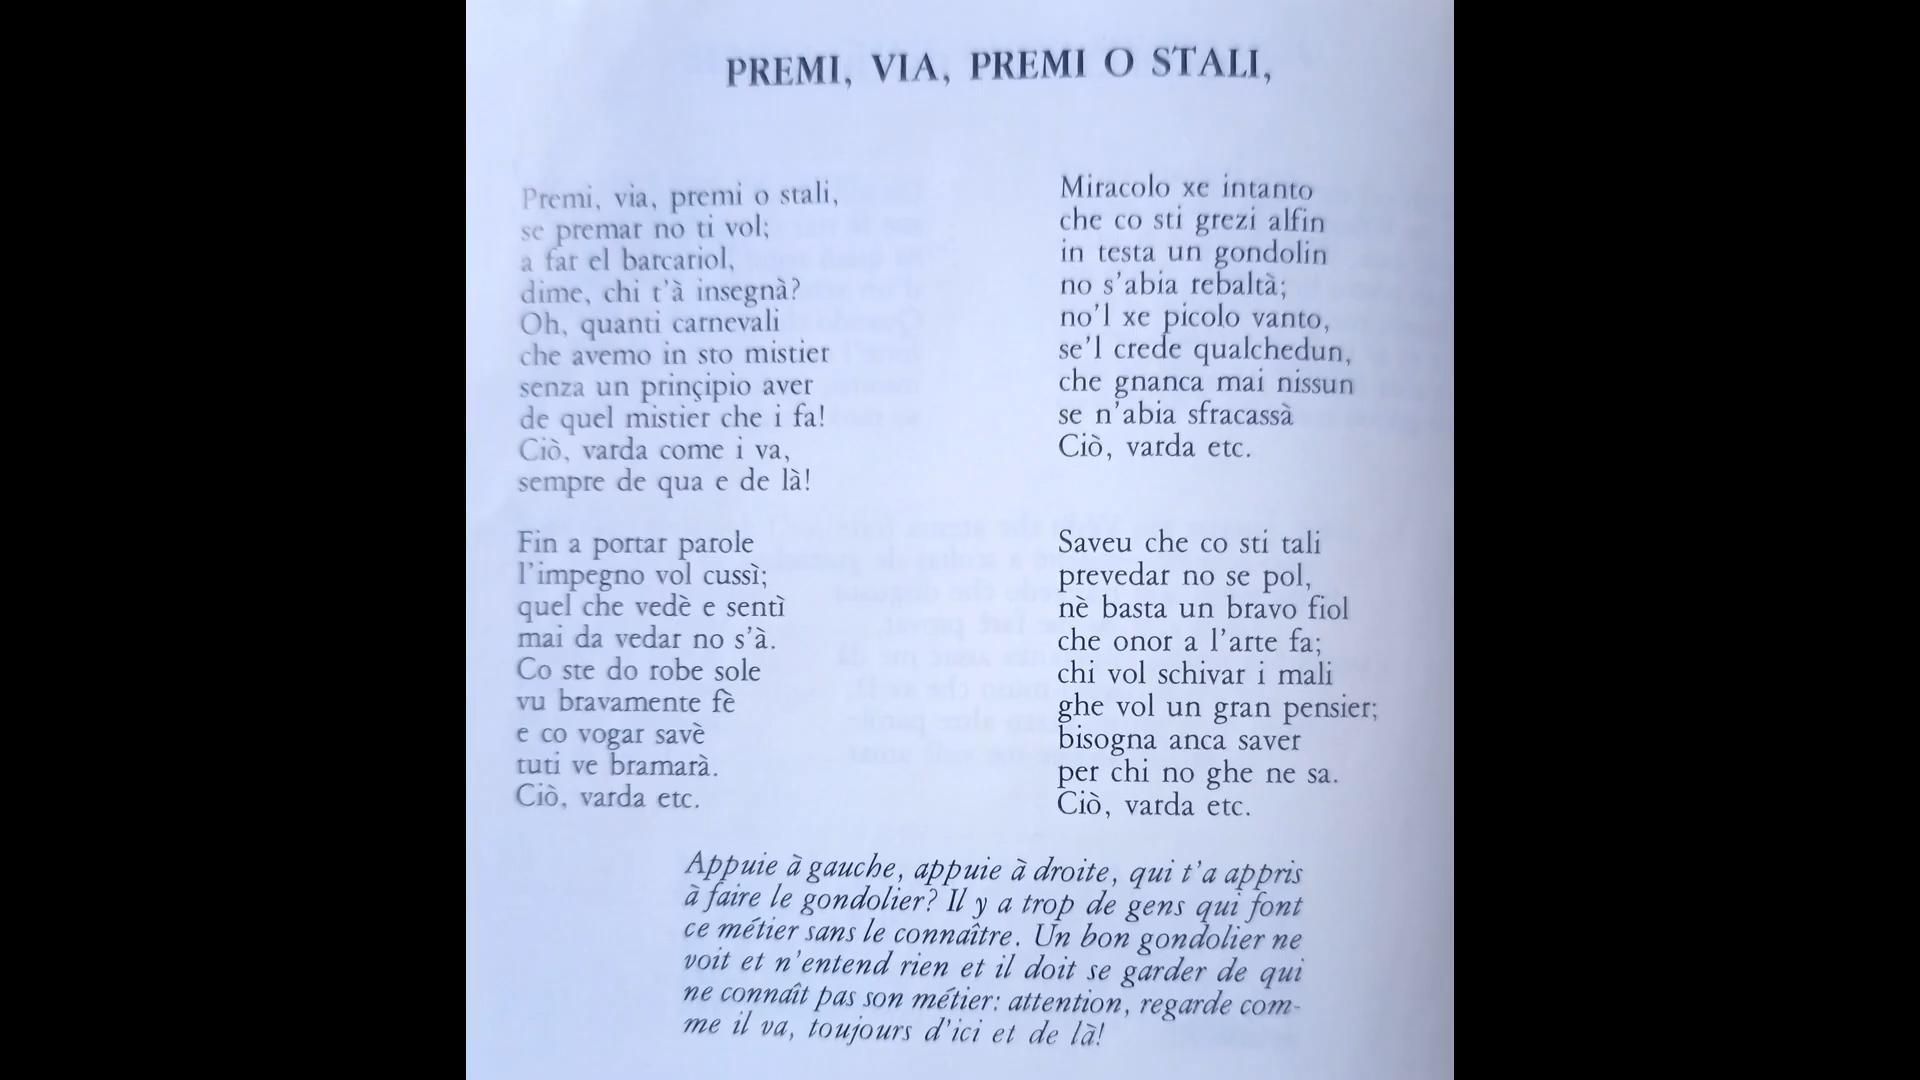 PREMI, VIA, PREMI O STALI,
Premi, via, premi o stali,
se premar no ti vol;
a far el barcariol,
dime, chi t'à insegnà?
Oh, quanti carnevali
che avemo in sto mistier
senza un prinçipio aver
de quel mistier che i fa!
Ciò, varda come i va,
sempre de qua e de là!
Fin a portar parole
l'impegno vol cussì;
quel che vedè e sentì
mai da vedar no s'à.
Co ste do robe sole
vu bravamente fè
e co vogar savè
tuti ve bramarà.
Ciò, varda etc.
Miracolo xe intanto
che co sti grezi alfin
in testa un gondolin
no s'abia rebaltà;
no'l xe picolo vanto,
se'l crede qualchedun,
che gnanca mai nissun
se n'abia sfracassà
Ciò, varda etc.
Saveu che co sti tali
prevedar no se pol,
nè basta un bravo fiol
che onor a l'arte fa;
chi vol schivar i mali
ghe vol un gran pensier;
bisogna anca saver
per chi no ghe ne sa.
Ciò, varda etc.
Appuie à gauche, appuie à droite, qui t'a appris
à faire le gondolier? Il y a trop de gens qui font
ce métier sans le connaître. Un bon gondolier ne
voit et n'entend rien et il doit se garder de qui
ne connaît pas son métier: attention, regarde com-
me il va, toujours d'ici et de là!